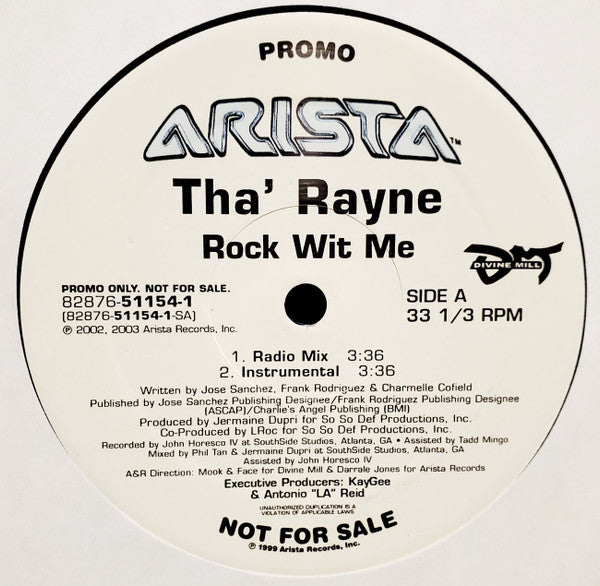 PROMO
ARISTA™
Tha' Rayne
Rock Wit Me
DM
DIVINE MILL
PROMO ONLY. NOT FOR SALE.
82876-51154-1
(82876-51154-1-SA)
℗ 2002, 2003 Arista Records, Inc.
SIDE A
33 1/3 RPM
1. Radio Mix 3:36
2. Instrumental 3:36
Written by Jose Sanchez, Frank Rodriguez & Charmelle Cofield
Published by Jose Sanchez Publishing Designee/Frank Rodriguez Publishing Designee
(ASCAP)/Charlie's Angel Publishing (BMI)
Produced by Jermaine Dupri for So So Def Productions, Inc.
Co-Produced by LRoc for So So Def Productions, Inc.
Recorded by John Horesco IV at SouthSide Studios, Atlanta, GA • Assisted by Tadd Mingo
Mixed by Phil Tan & Jermaine Dupri at SouthSide Studios, Atlanta, GA
Assisted by John Horesco IV
A&R Direction: Mook & Face for Divine Mill & Darrale Jones for Arista Records
Executive Producers: KayGee
& Antonio "LA" Reid
UNAUTHORIZED DUPLICATION IS A
VIOLATION OF APPLICABLE LAWS
NOT FOR SALE
℗ 1999 Arista Records, Inc.